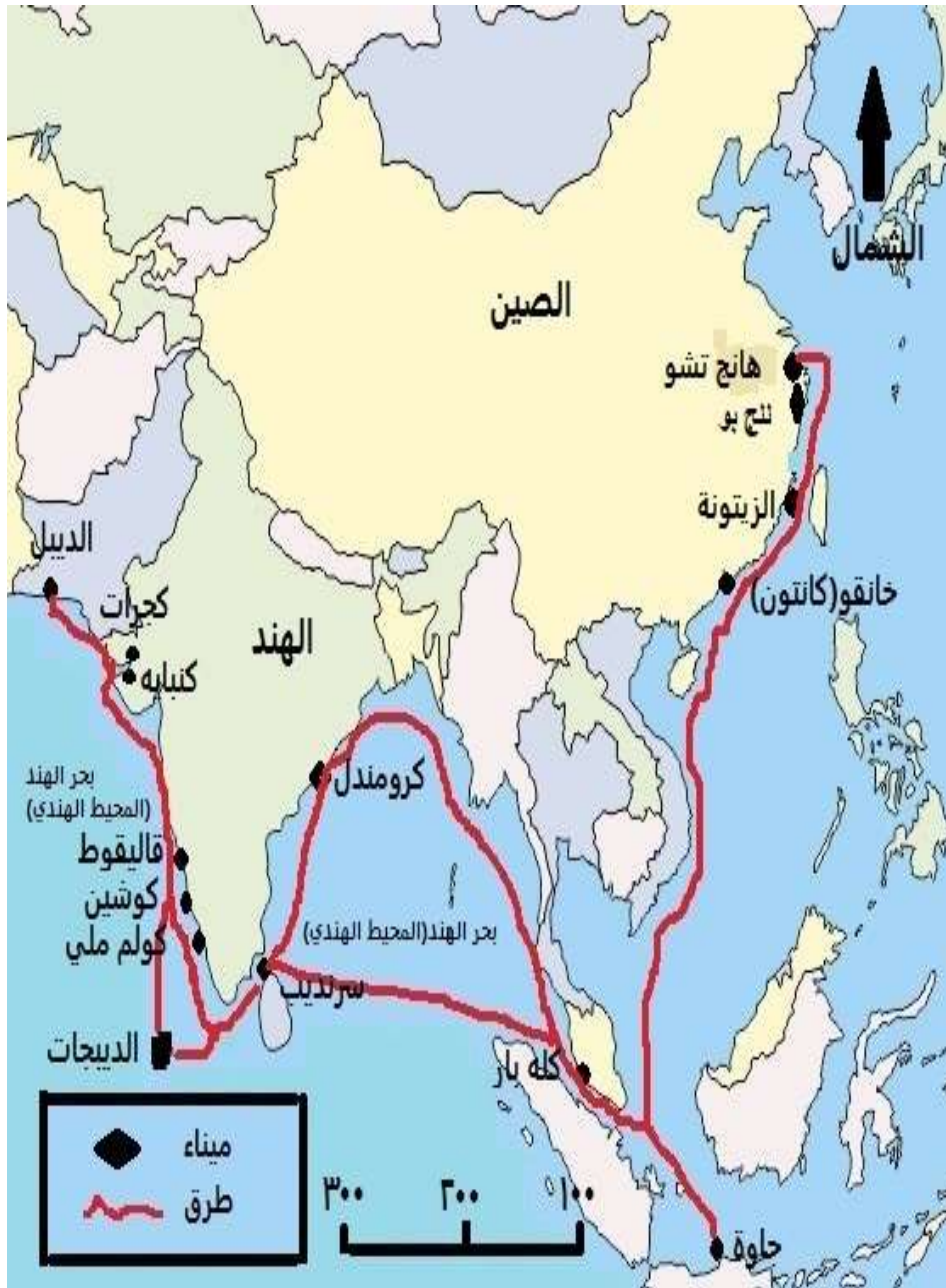 الشمال
الصين
هانج تشو
ننج بو
الزيتونة
خانقو(كانتون)
الديبل
كجرات
كنبايه
الهند
كرومندل
بحر الهند
(المحيط الهندي)
قاليقوط
كوشين
كولم ملي
بحر الهند(المحيط الهندي)
سرنديب
الديبجات
كله بار
ميناء
طرق
٣٠٠ ٢٠٠ ١٠٠
جاوة